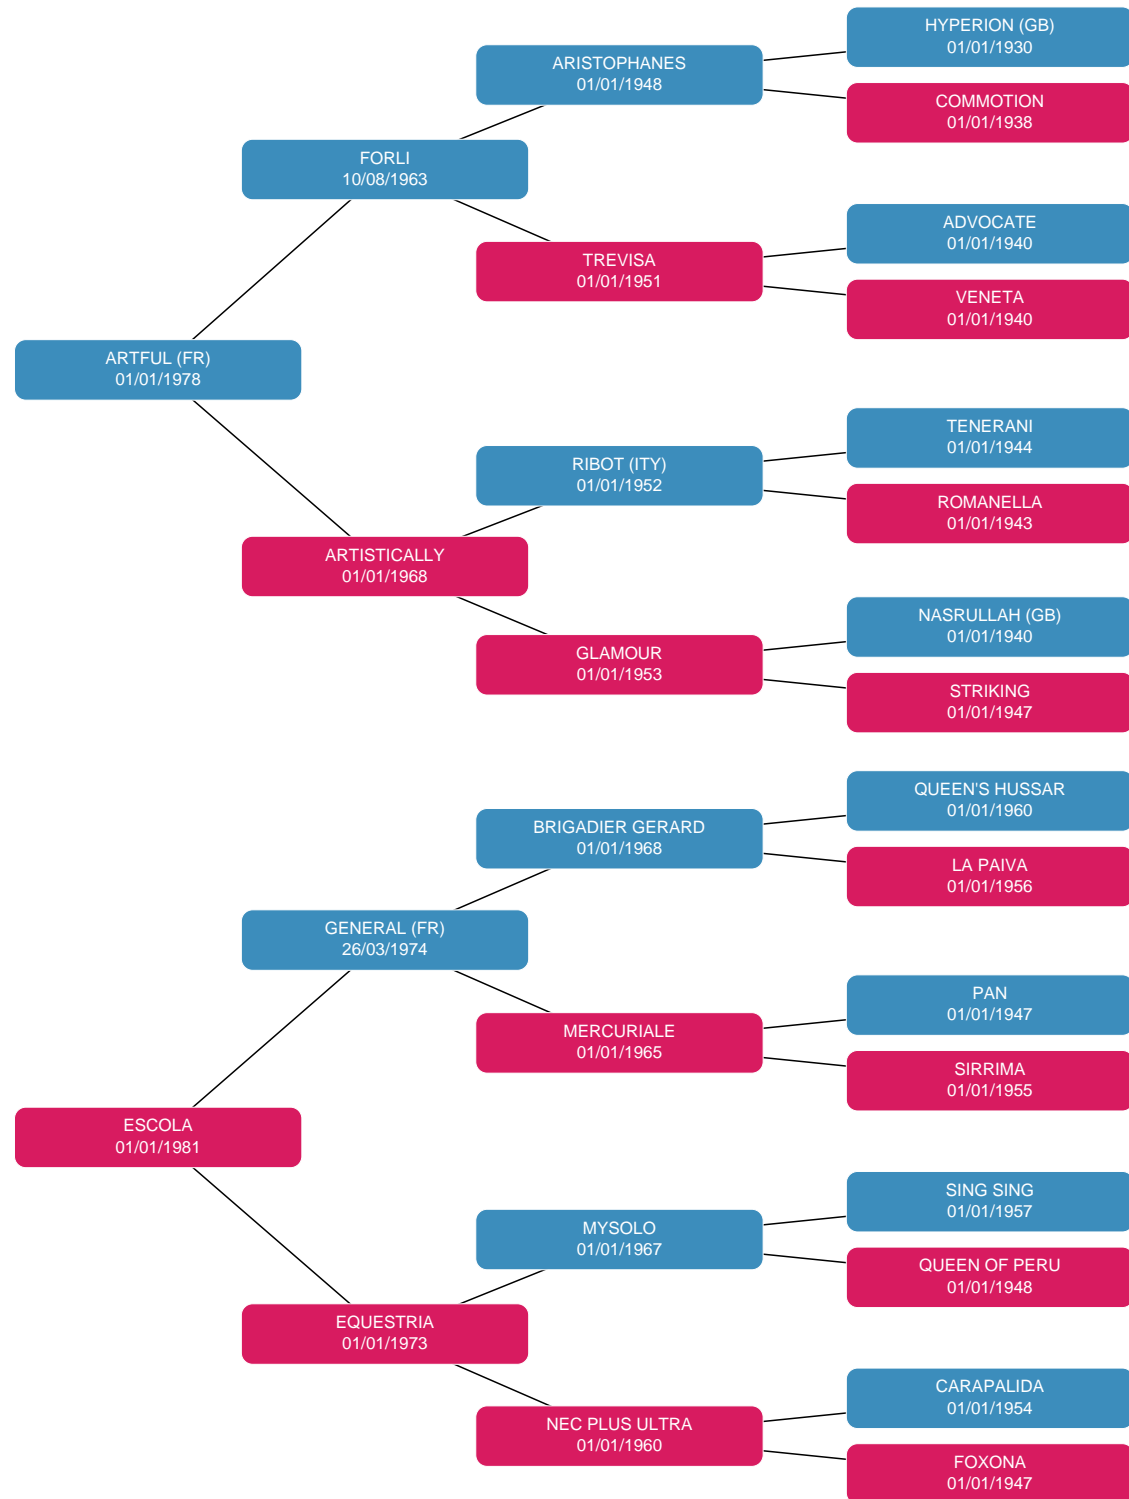 HYPERION (GB)
01/01/1930
ARISTOPHANES
01/01/1948
COMMOTION
01/01/1938
FORLI
10/08/1963
ADVOCATE
01/01/1940
TREVISA
01/01/1951
VENETA
01/01/1940
ARTFUL (FR)
01/01/1978
TENERANI
01/01/1944
RIBOT (ITY)
01/01/1952
ROMANELLA
01/01/1943
ARTISTICALLY
01/01/1968
NASRULLAH (GB)
01/01/1940
GLAMOUR
01/01/1953
STRIKING
01/01/1947
QUEEN'S HUSSAR
01/01/1960
BRIGADIER GERARD
01/01/1968
LA PAIVA
01/01/1956
GENERAL (FR)
26/03/1974
PAN
01/01/1947
MERCURIALE
01/01/1965
SIRRIMA
01/01/1955
ESCOLA
01/01/1981
SING SING
01/01/1957
MYSOLO
01/01/1967
QUEEN OF PERU
01/01/1948
EQUESTRIA
01/01/1973
CARAPALIDA
01/01/1954
NEC PLUS ULTRA
01/01/1960
FOXONA
01/01/1947